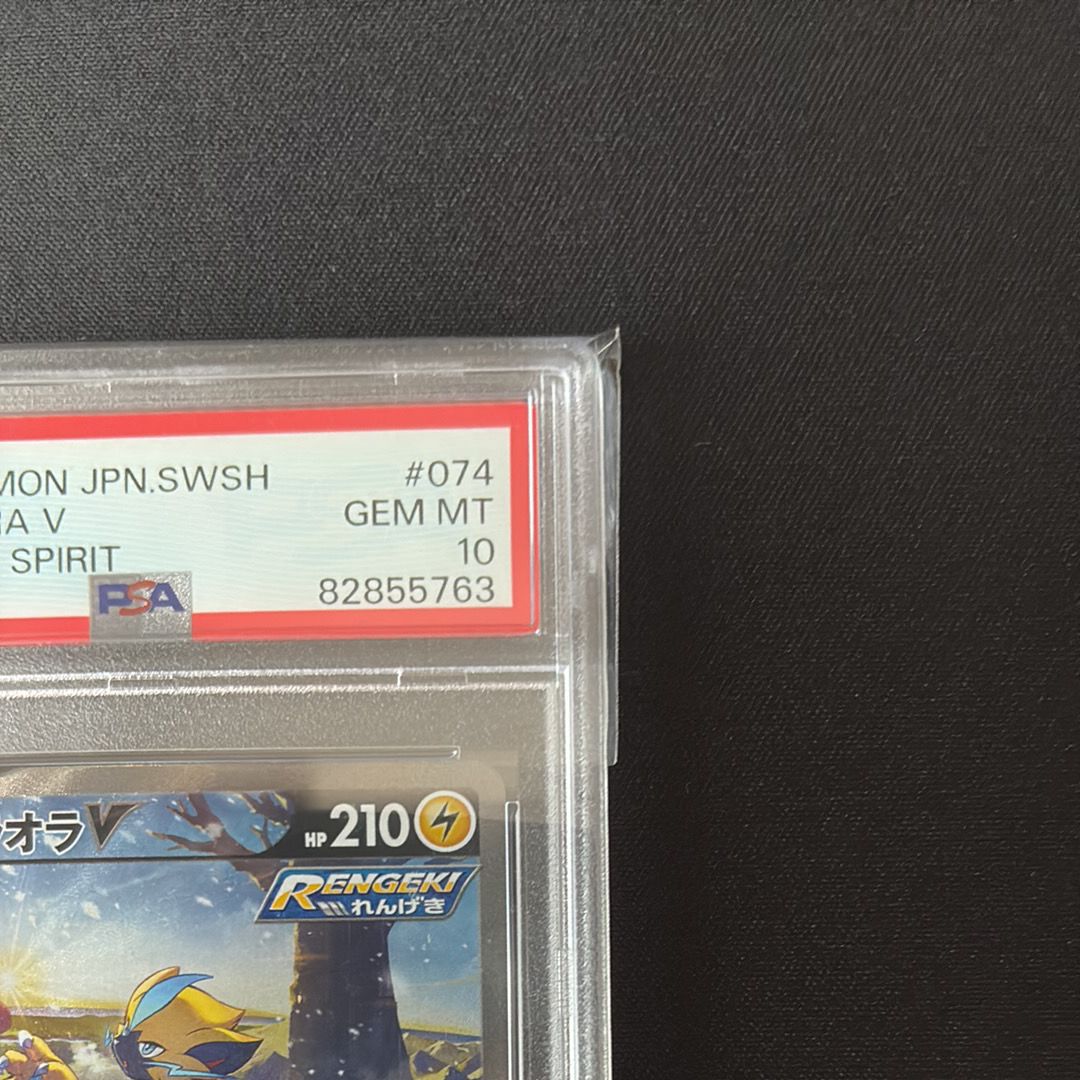 MON JPN.SWSH #074
RA V GEM MT
SPIRIT 10
PSA 82855763
オラV HP 210
RENGEKI
れんげき